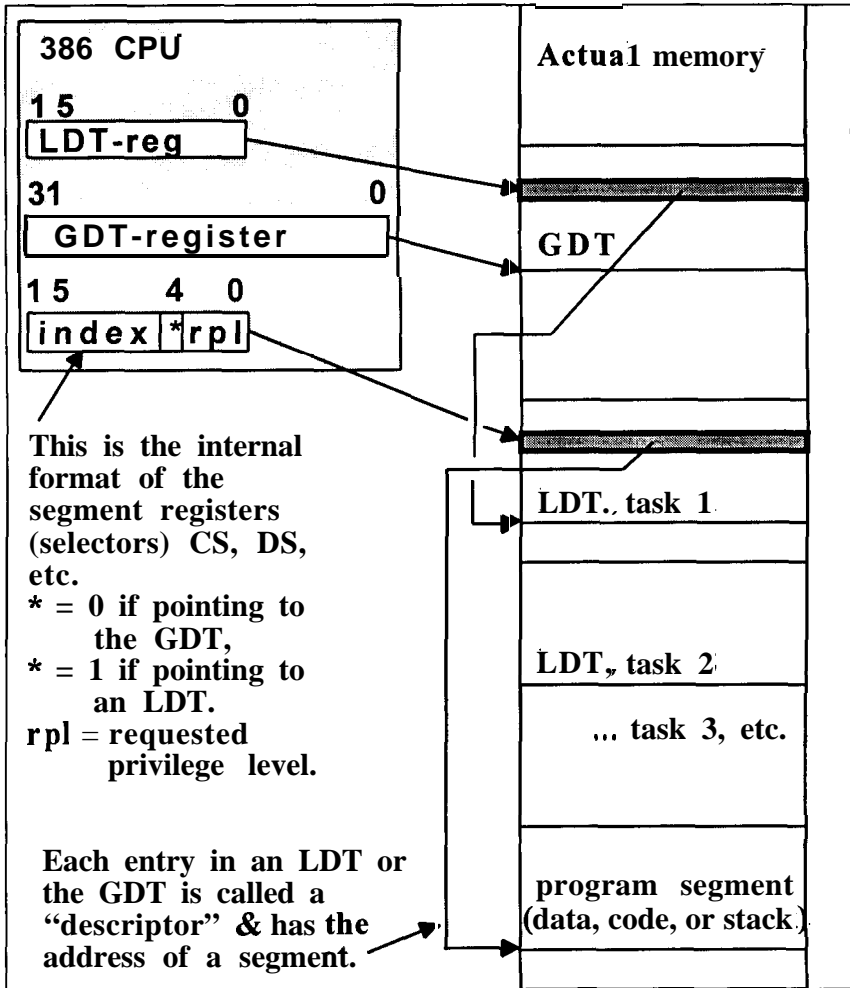 386 CPU
15 0
LDT-reg
31 0
GDT-register
15 4 0
index * rpl
This is the internal
format of the
segment registers
(selectors) CS, DS,
etc.
* = 0 if pointing to
the GDT,
* = 1 if pointing to
an LDT.
rpl = requested
privilege level.
Each entry in an LDT or
the GDT is called a
“descriptor” & has the
address of a segment.
Actual memory
GDT
LDT, task 1
LDT, task 2
... task 3, etc.
program segment
(data, code, or stack)